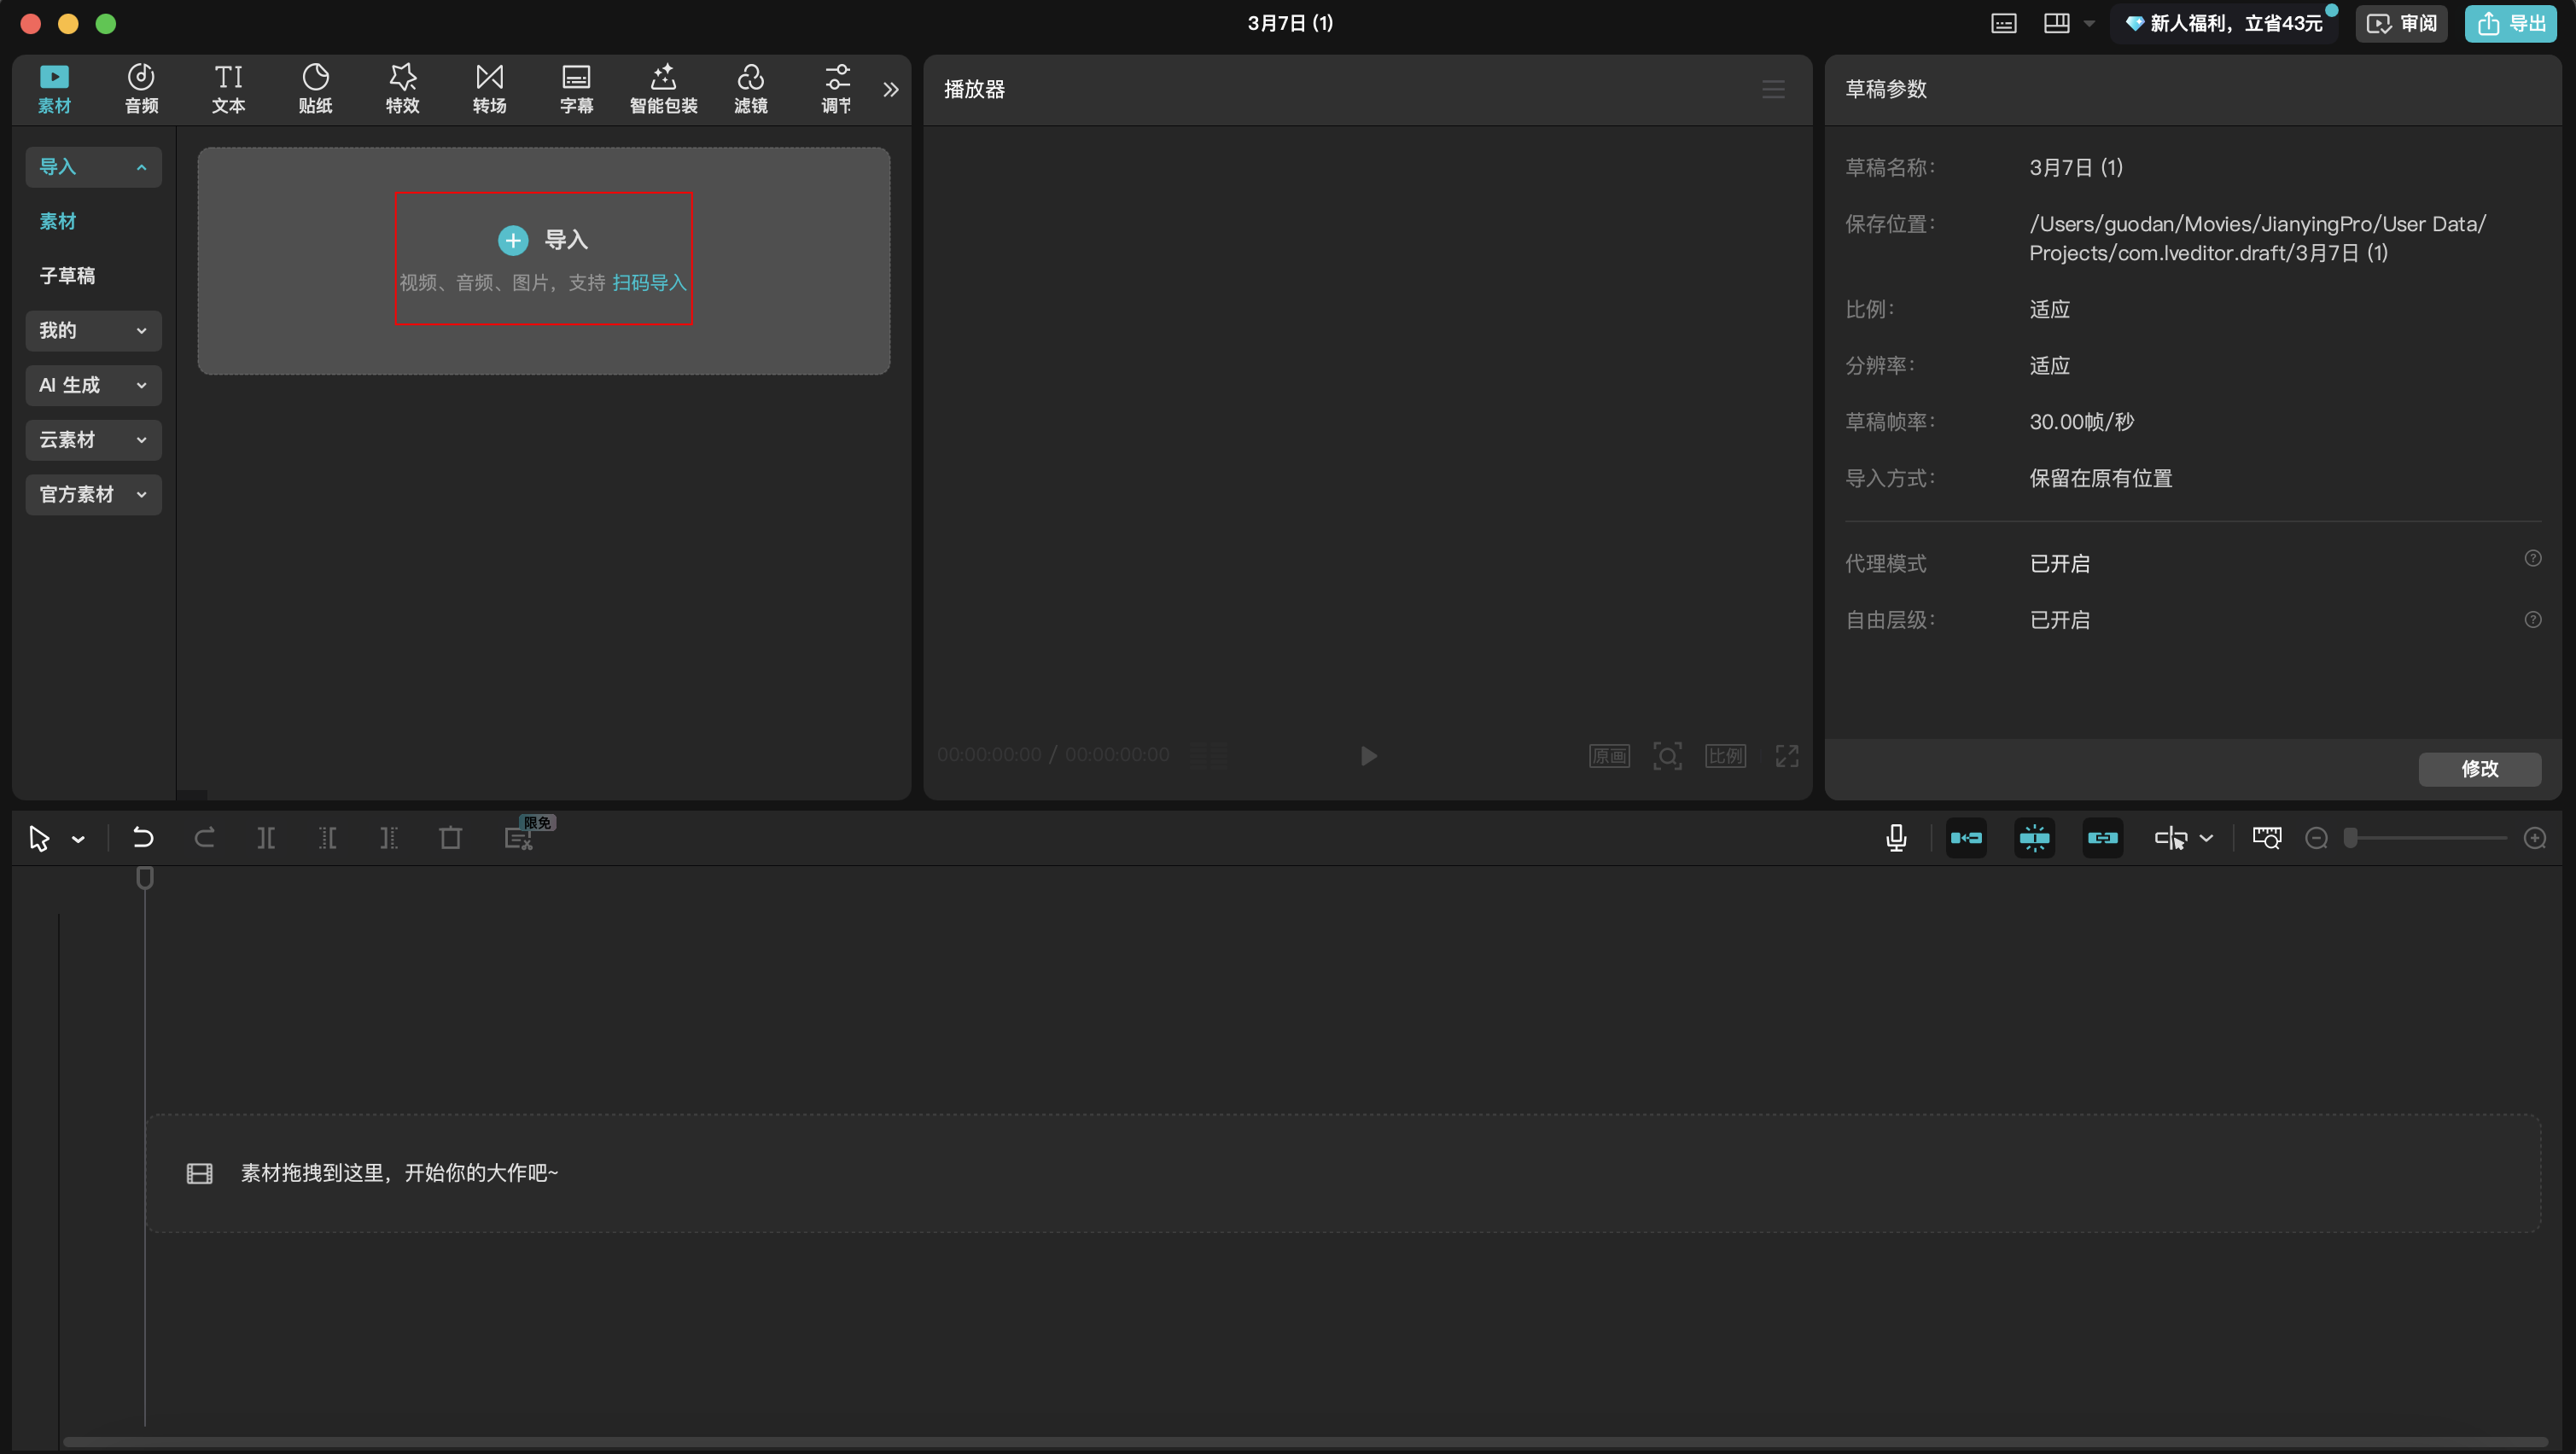 3月7日 (1)
新人福利，立省43元
审阅
导出
素材
音频
文本
贴纸
特效
转场
字幕
智能包装
滤镜
调节
导入
素材
子草稿
我的
AI 生成
云素材
官方素材
导入
视频、音频、图片，支持 扫码导入
播放器
00:00:00:00 / 00:00:00:00
原画
比例
草稿参数
草稿名称： 3月7日 (1)
保存位置： /Users/guodan/Movies/JianyingPro/User Data/
Projects/com.lveditor.draft/3月7日 (1)
比例： 适应
分辨率： 适应
草稿帧率： 30.00帧/秒
导入方式： 保留在原有位置
代理模式 已开启
自由层级： 已开启
修改
限免
素材拖拽到这里，开始你的大作吧~